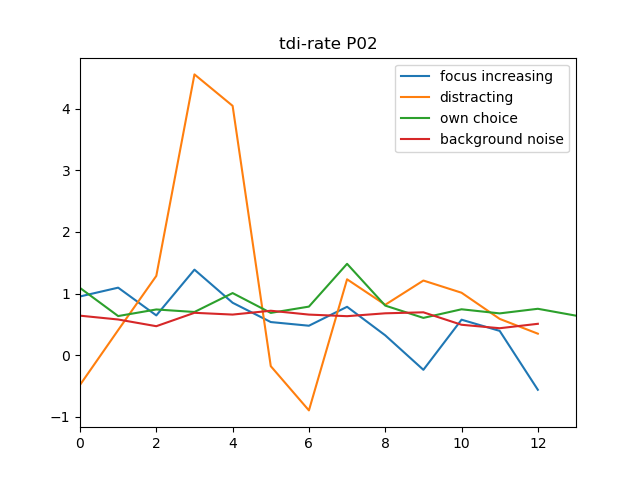 tdi-rate P02
focus increasing
distracting
own choice
background noise
4
3
2
1
0
−1
0 2 4 6 8 10 12